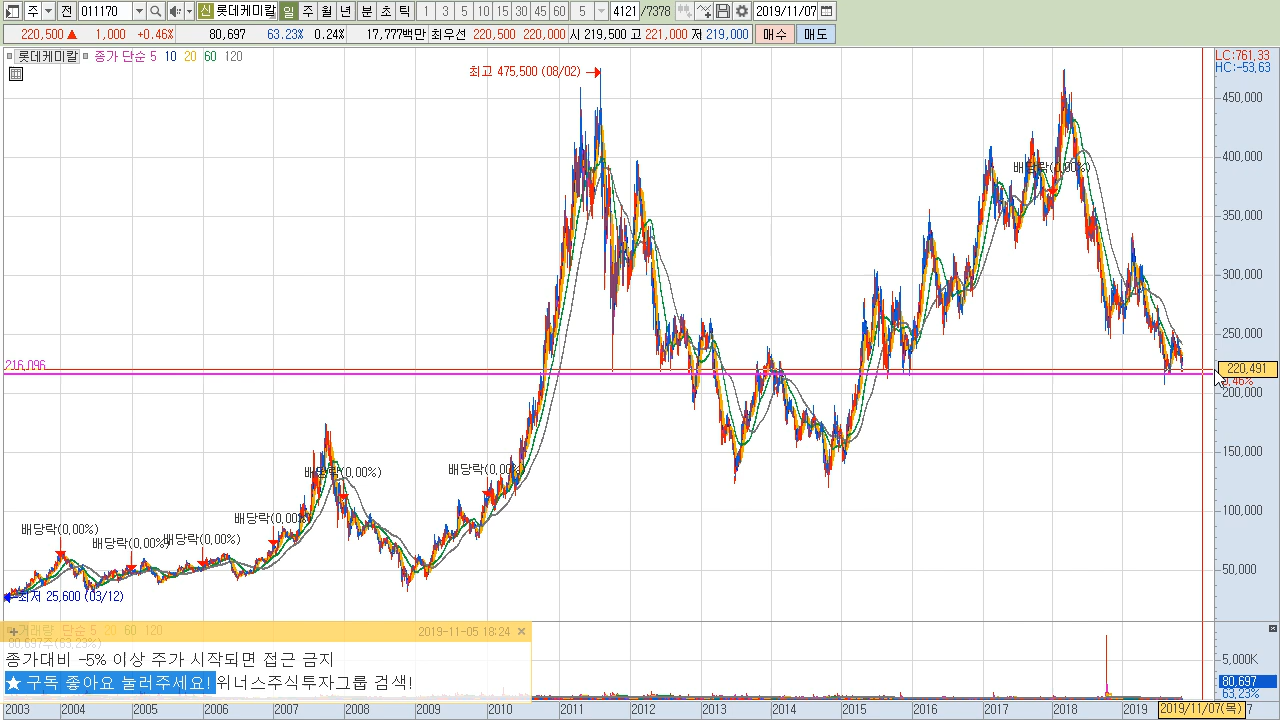 주 전 011170 신 롯데케미칼 일 주 월 년 분 초 틱 1 3 5 10 15 30 45 60 5 4121 /7378 2019/11/07
220,500 ▲ 1,000 +0.46% 80,697 63.23% 0.24% 17,777백만 최우선 220,500 220,000 시 219,500 고 221,000 저 219,000 매수 매도
롯데케미칼 종가 단순 5 10 20 60 120
LC:761.33
HC:-53.63
최고 475,500 (08/02)
450,000
400,000
배당락(0.00%)
350,000
300,000
250,000
216,096
220,491
0.46%
200,000
배당락(0.00%)
배당락(0.00%)
150,000
배당락(0.00%)
100,000
배당락(0.00%)
배당락(0.00%)
배당락(0.00%)
50,000
최저 25,600 (03/12)
거래량 단순 5 20 60 120
2019-11-05 18:24 ×
80,697주(63.23%)
종가대비 -5% 이상 주가 시작되면 접근 금지
★ 구독 좋아요 눌러주세요! 위너스주식투자그룹 검색!
5,000K
80,697
63.23%
2003 2004 2005 2006 2007 2008 2009 2010 2011 2012 2013 2014 2015 2016 2017 2018 2019 2019/11/07(목) 7